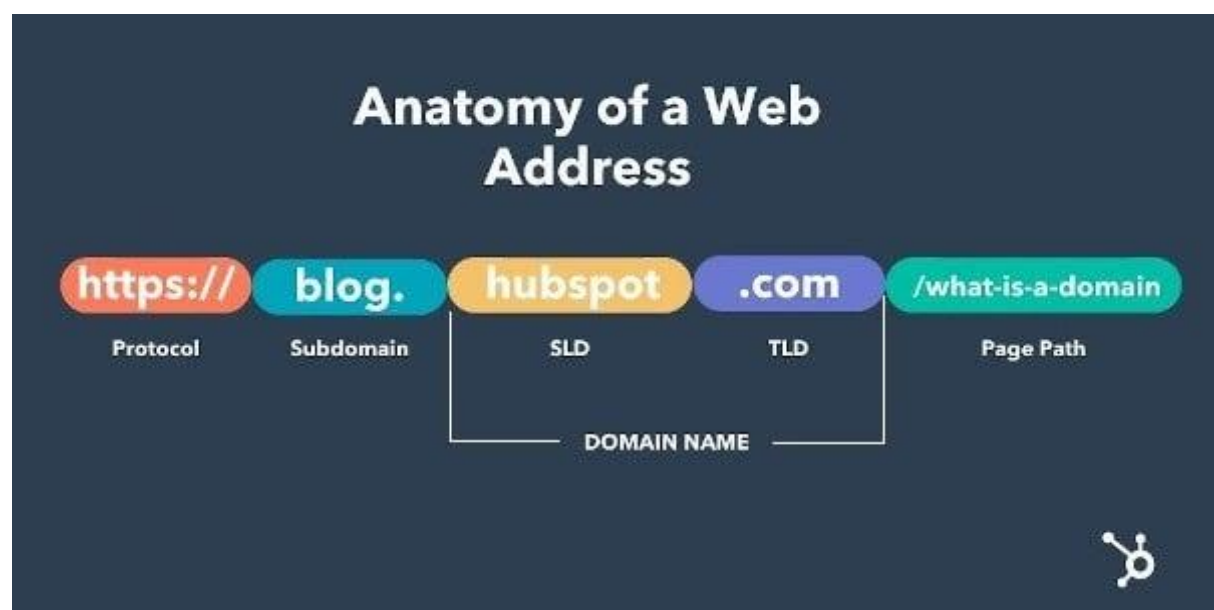 Anatomy of a Web
Address
https:// blog. hubspot .com /what-is-a-domain
Protocol Subdomain SLD TLD Page Path
DOMAIN NAME